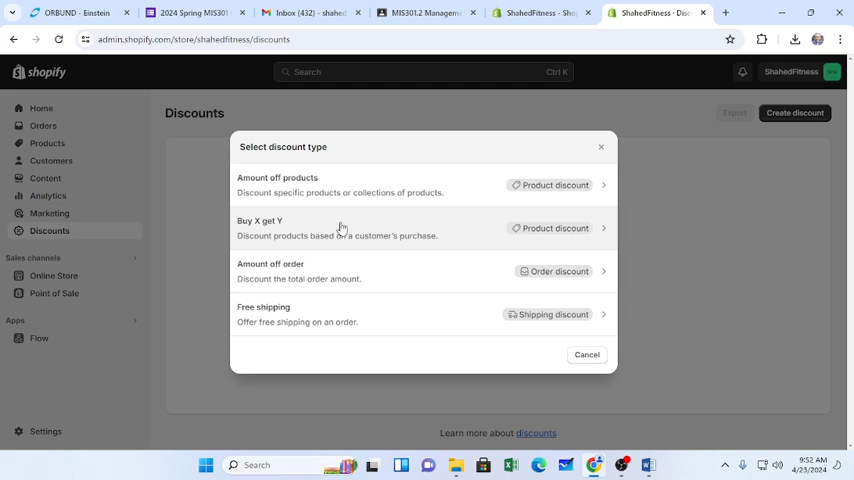 ORBUND - Einstein
2024 Spring MIS301
Inbox (432) - shahed
MIS301.2 Manageme
ShahedFitness - Shop
ShahedFitness - Disc
admin.shopify.com/store/shahedfitness/discounts
shopify
Search
Ctrl K
ShahedFitness
Home
Orders
Products
Customers
Content
Analytics
Marketing
Discounts
Sales channels
Online Store
Point of Sale
Apps
Flow
Settings
Discounts
Export
Create discount
Select discount type
Amount off products
Discount specific products or collections of products.
Product discount
Buy X get Y
Discount products based on a customer's purchase.
Product discount
Amount off order
Discount the total order amount.
Order discount
Free shipping
Offer free shipping on an order.
Shipping discount
Cancel
Learn more about discounts
Search
9:52 AM
4/23/2024